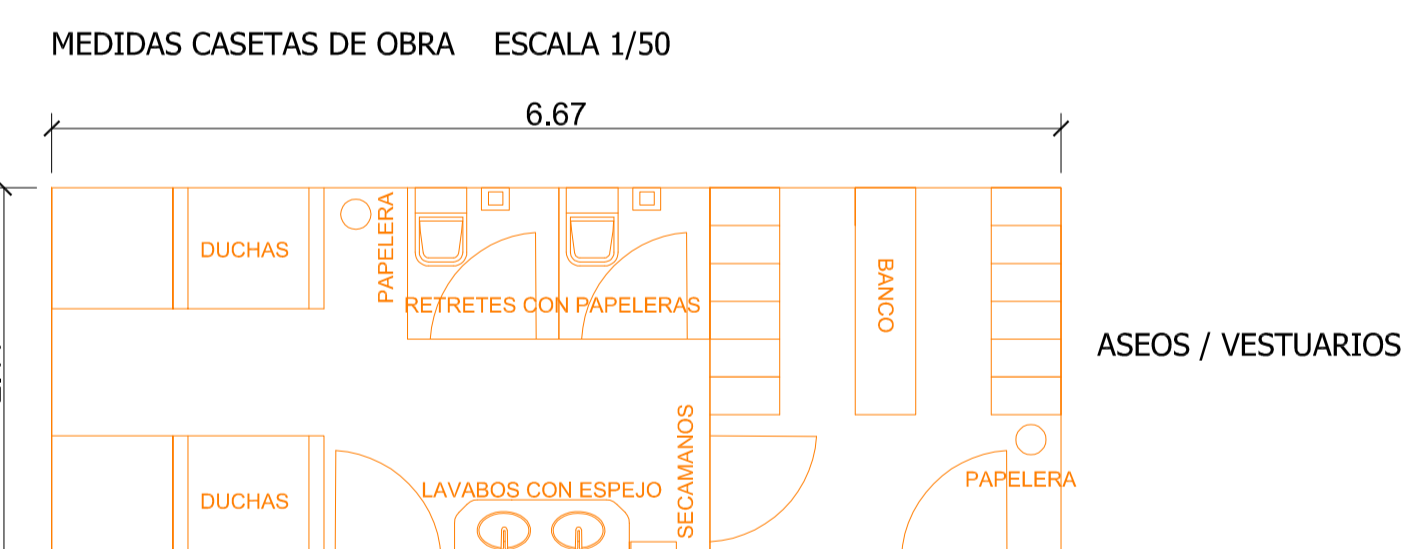 MEDIDAS CASETAS DE OBRA ESCALA 1/50
6.67
DUCHAS
PAPELERA
RETRETES CON PAPELERAS
BANCO
ASEOS / VESTUARIOS
DUCHAS
LAVABOS CON ESPEJO
SECAMANOS
PAPELERA